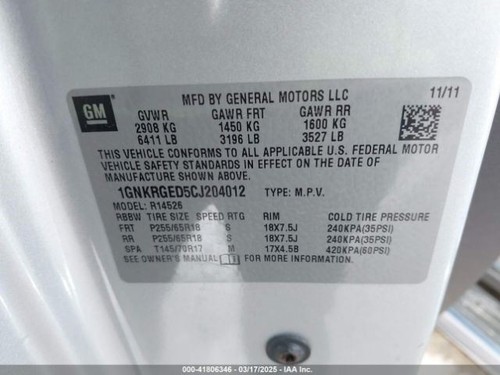 MFD BY GENERAL MOTORS LLC 11/11
GM
GVWR GAWR FRT GAWR RR
2908 KG 1450 KG 1600 KG
6411 LB 3196 LB 3527 LB
THIS VEHICLE CONFORMS TO ALL APPLICABLE U.S. FEDERAL MOTOR
VEHICLE SAFETY STANDARDS IN EFFECT ON THE DATE OF
MANUFACTURE SHOWN ABOVE.
1GNKRGED5CJ204012 TYPE: M.P.V.
MODEL: R14526
RBBW TIRE SIZE SPEED RTG RIM COLD TIRE PRESSURE
FRT P255/65R18 S 18X7.5J 240KPA(35PSI)
RR P255/65R18 S 18X7.5J 240KPA(35PSI)
SPA T145/70R17 M 17X4.5B 420KPA(60PSI)
SEE OWNER'S MANUAL FOR MORE INFORMATION.
#000-41806346 - 03/17/2025 - IAAI.COM